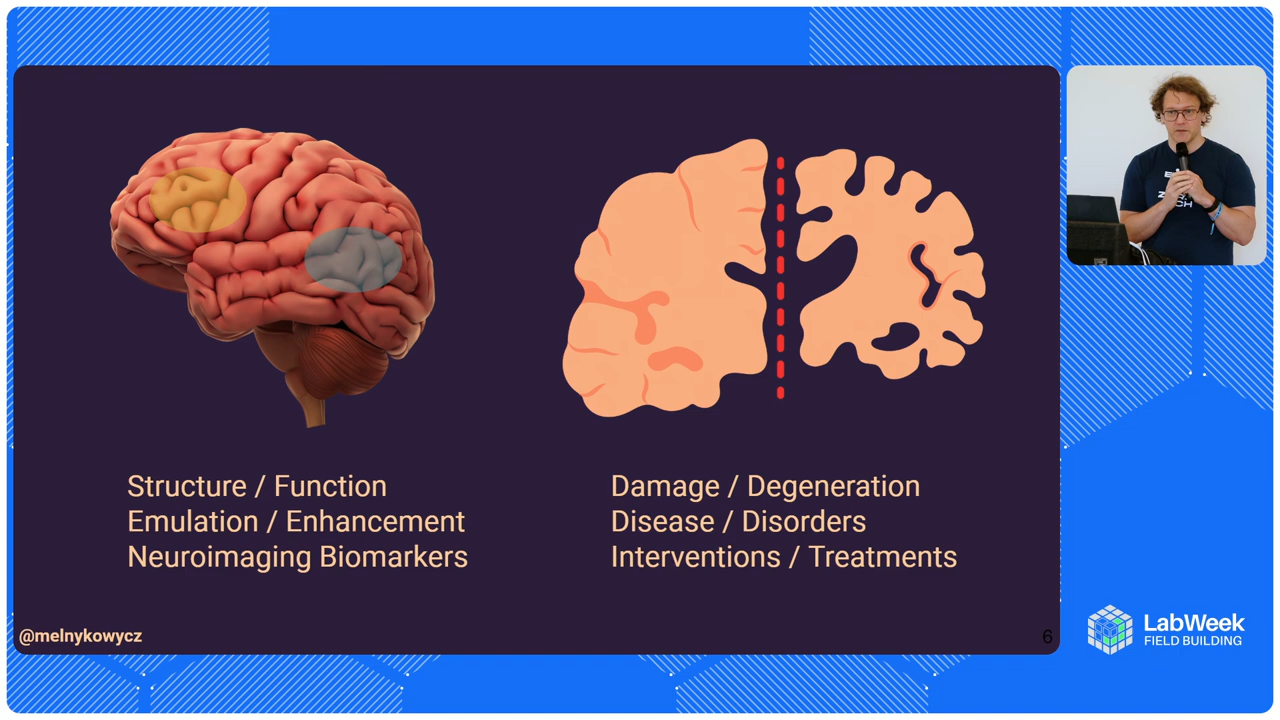 Structure / Function
Emulation / Enhancement
Neuroimaging Biomarkers
Damage / Degeneration
Disease / Disorders
Interventions / Treatments
@melnykowycz
6
LabWeek
FIELD BUILDING